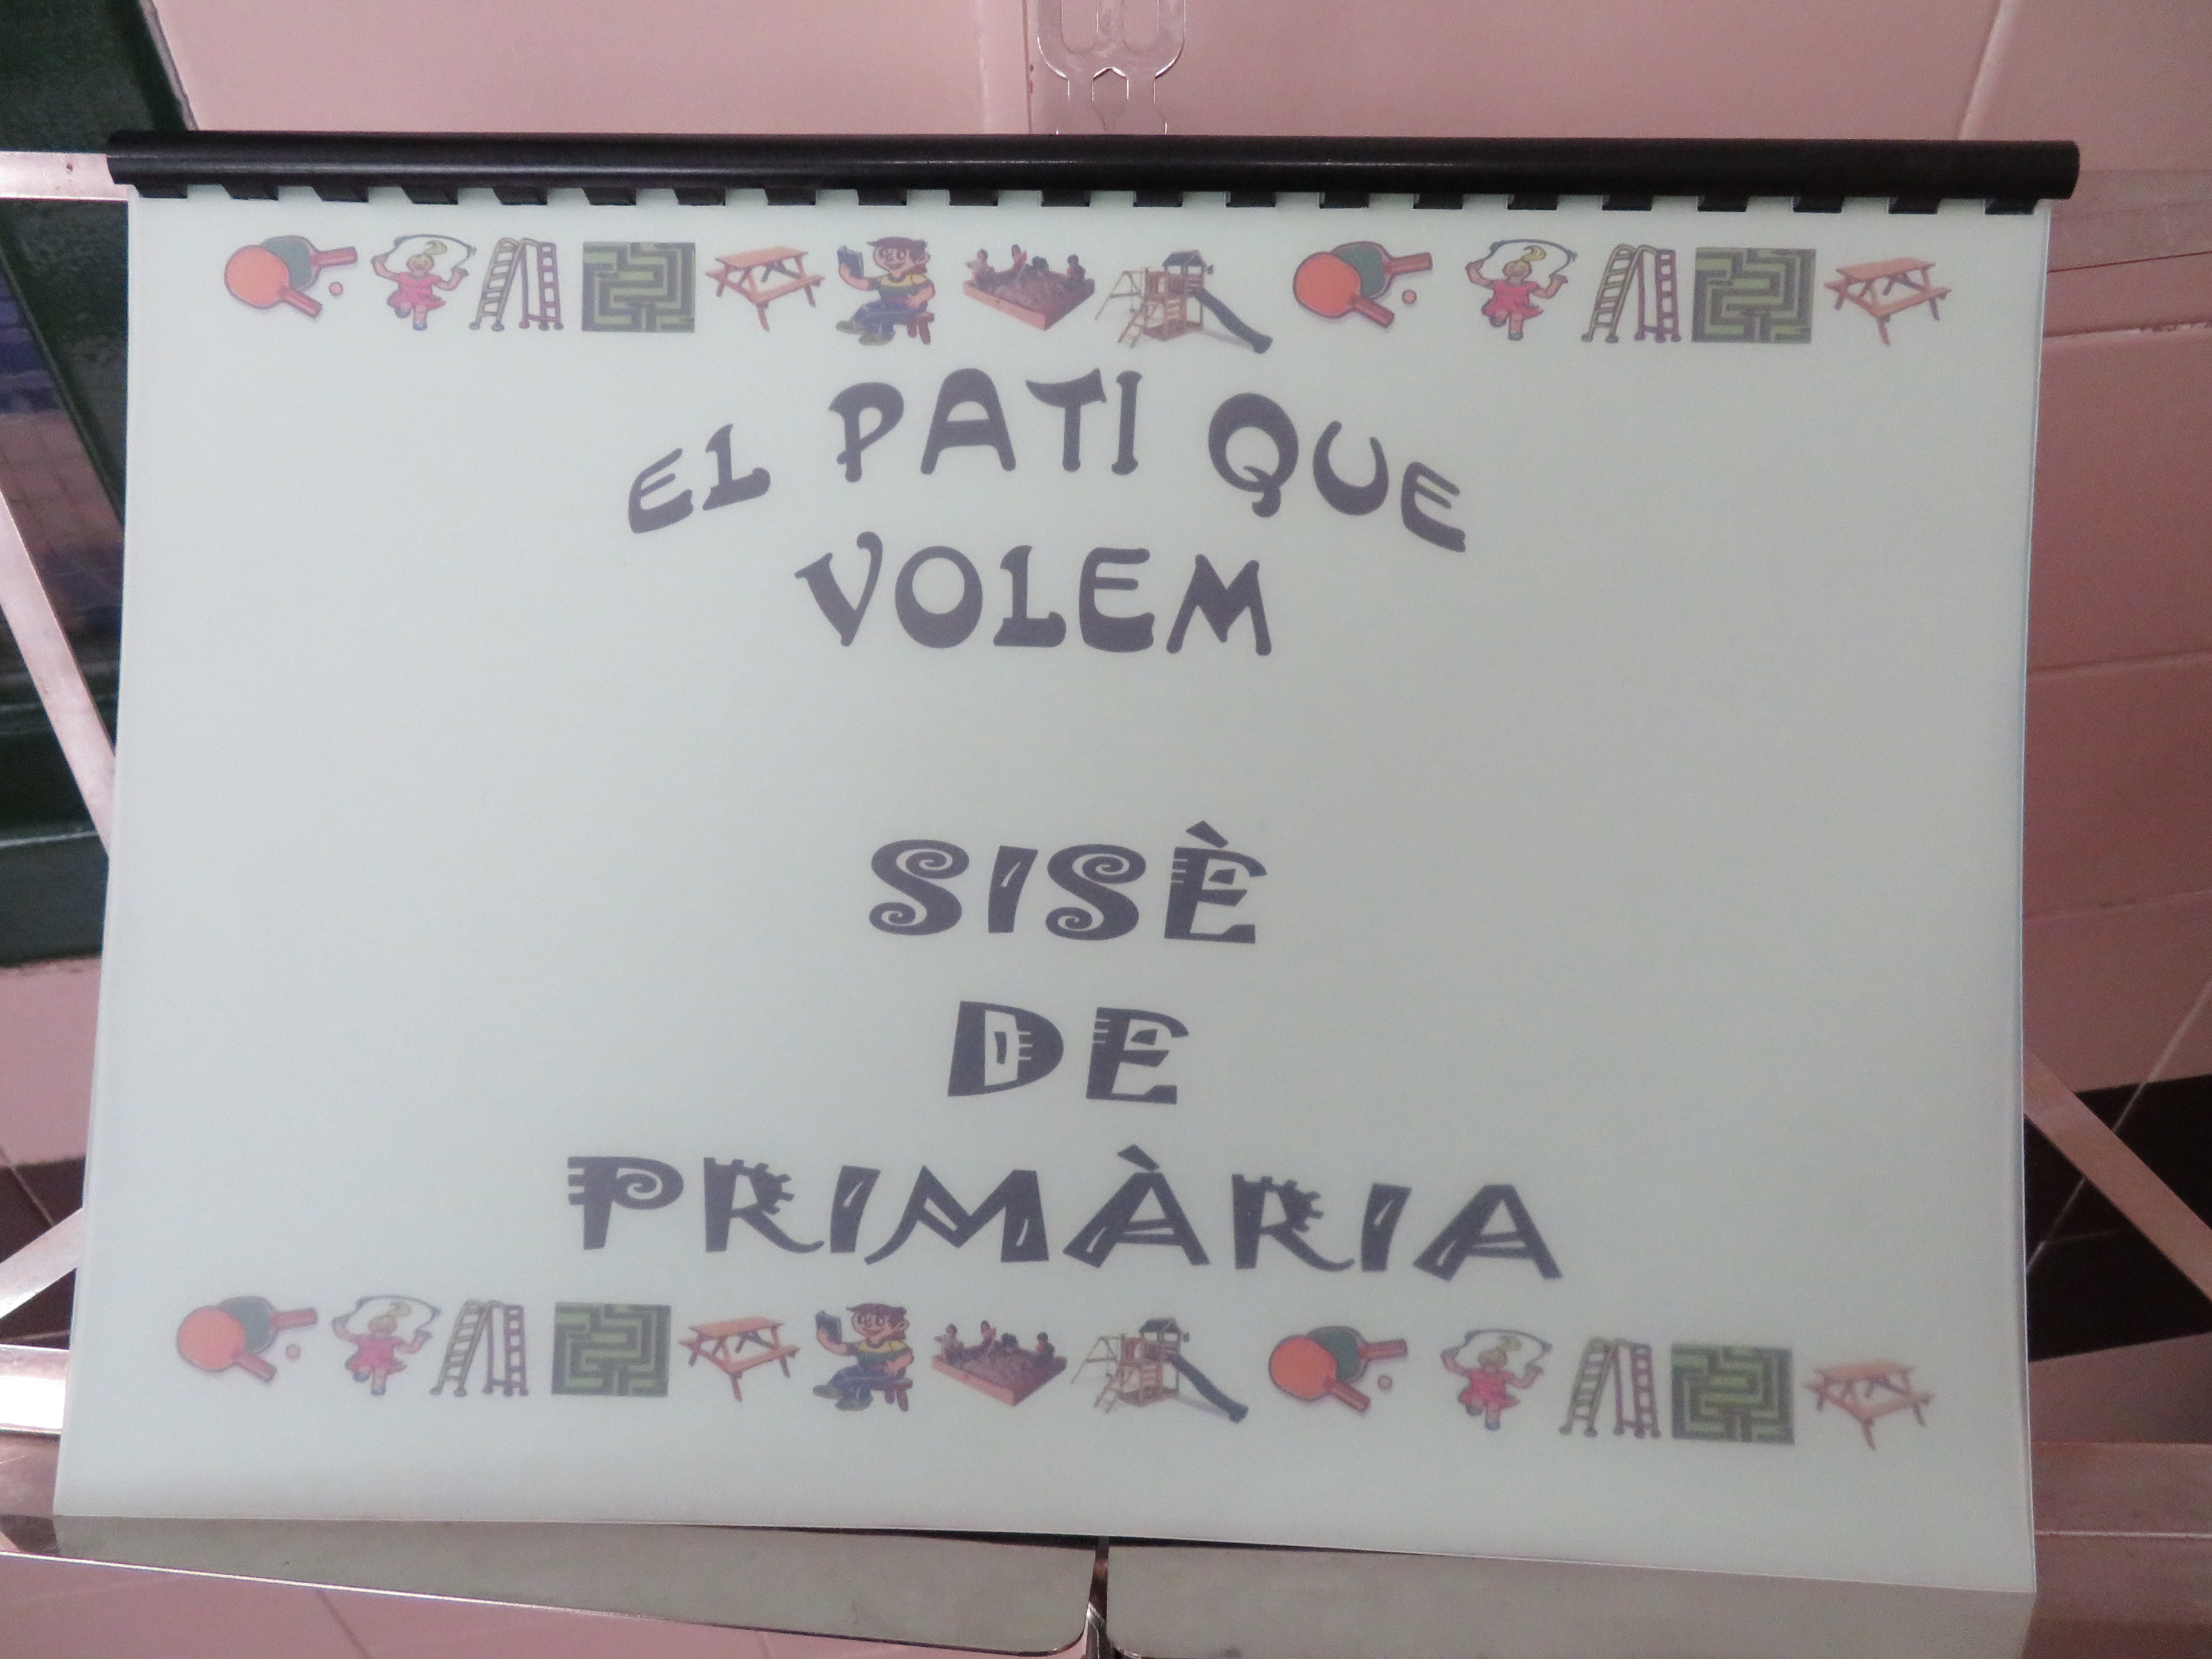 EL PATI QUE
VOLEM
SISÈ
DE
PRIMÀRIA